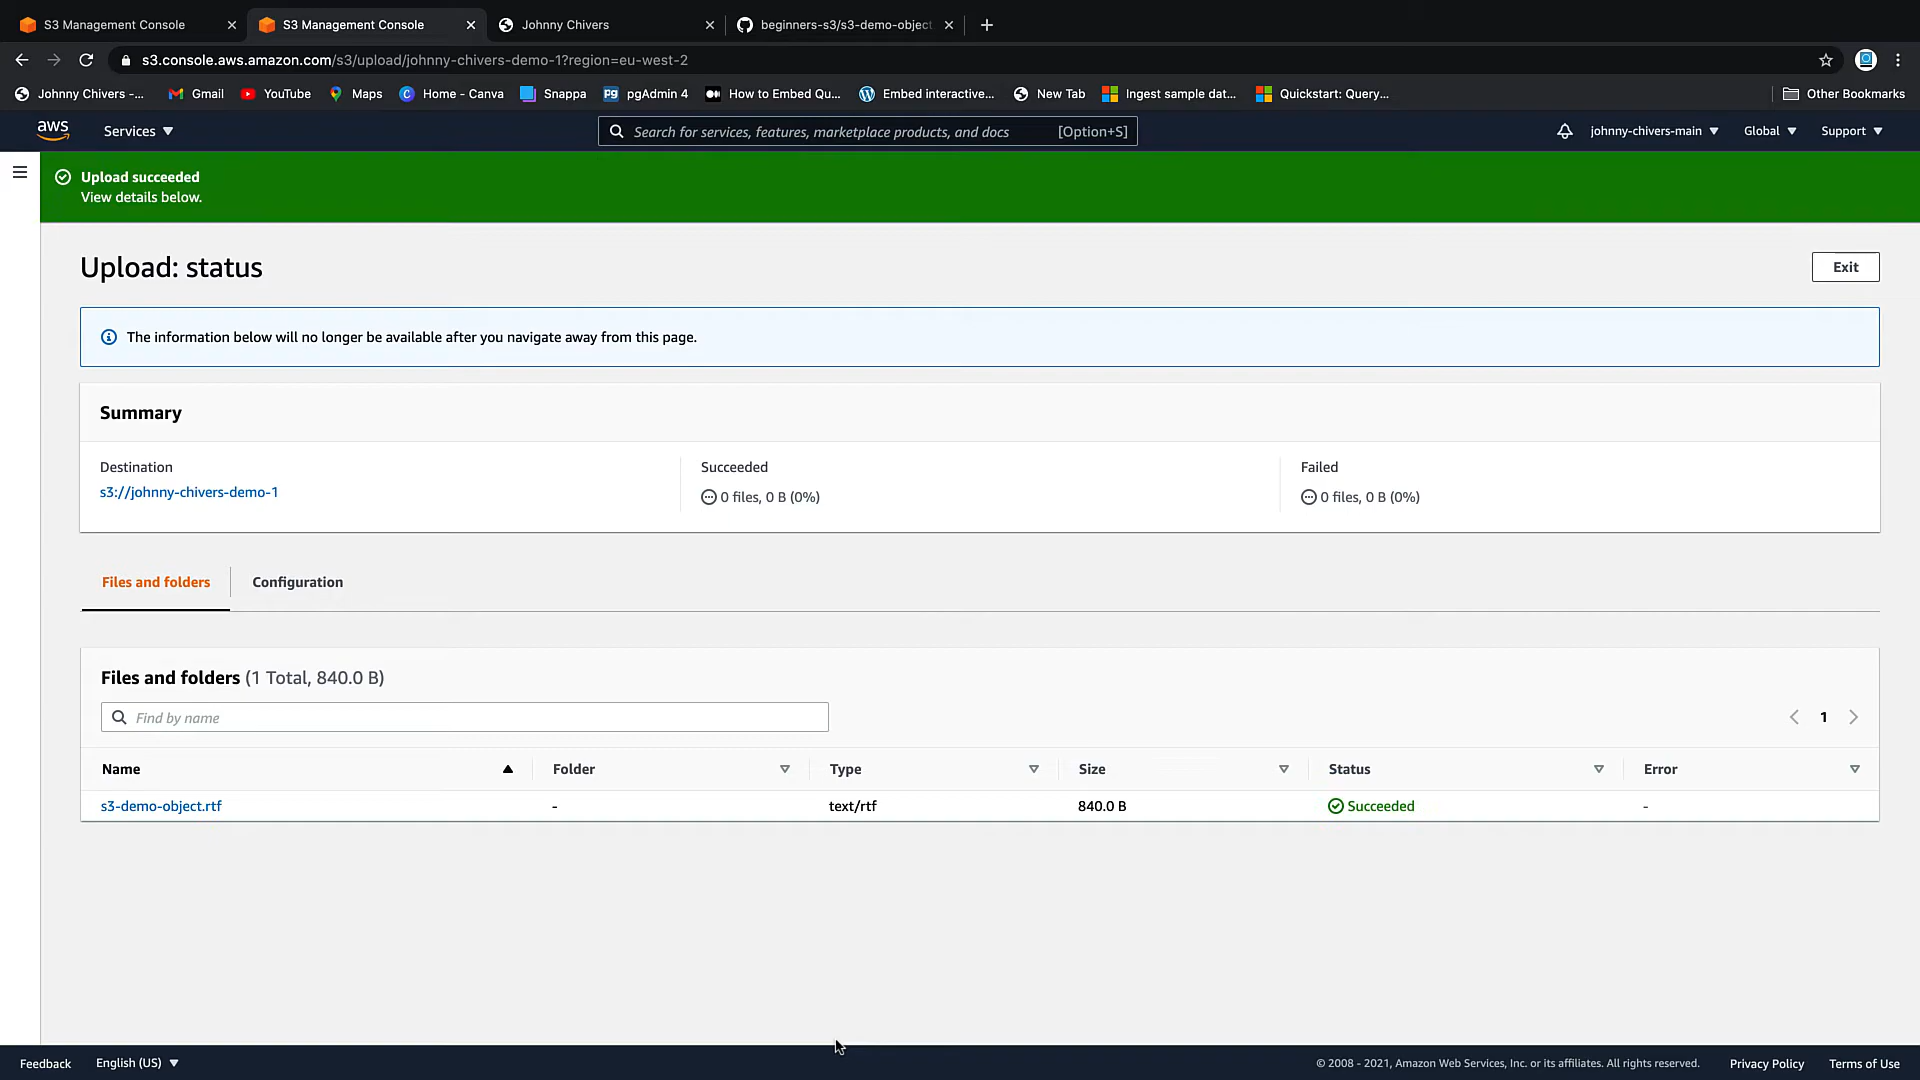 S3 Management Console
S3 Management Console
Johnny Chivers
beginners-s3/s3-demo-object
s3.console.aws.amazon.com/s3/upload/johnny-chivers-demo-1?region=eu-west-2
Johnny Chivers -... Gmail YouTube Maps Home - Canva Snappa pgAdmin 4 How to Embed Qu... Embed interactive... New Tab Ingest sample dat... Quickstart: Query... Other Bookmarks
aws Services Search for services, features, marketplace products, and docs [Option+S] johnny-chivers-main Global Support
Upload succeeded
View details below.
Upload: status
Exit
The information below will no longer be available after you navigate away from this page.
Summary
Destination Succeeded Failed
s3://johnny-chivers-demo-1 0 files, 0 B (0%) 0 files, 0 B (0%)
Files and folders Configuration
Files and folders (1 Total, 840.0 B)
Find by name
1
Name Folder Type Size Status Error
s3-demo-object.rtf - text/rtf 840.0 B Succeeded -
Feedback English (US) © 2008 - 2021, Amazon Web Services, Inc. or its affiliates. All rights reserved. Privacy Policy Terms of Use